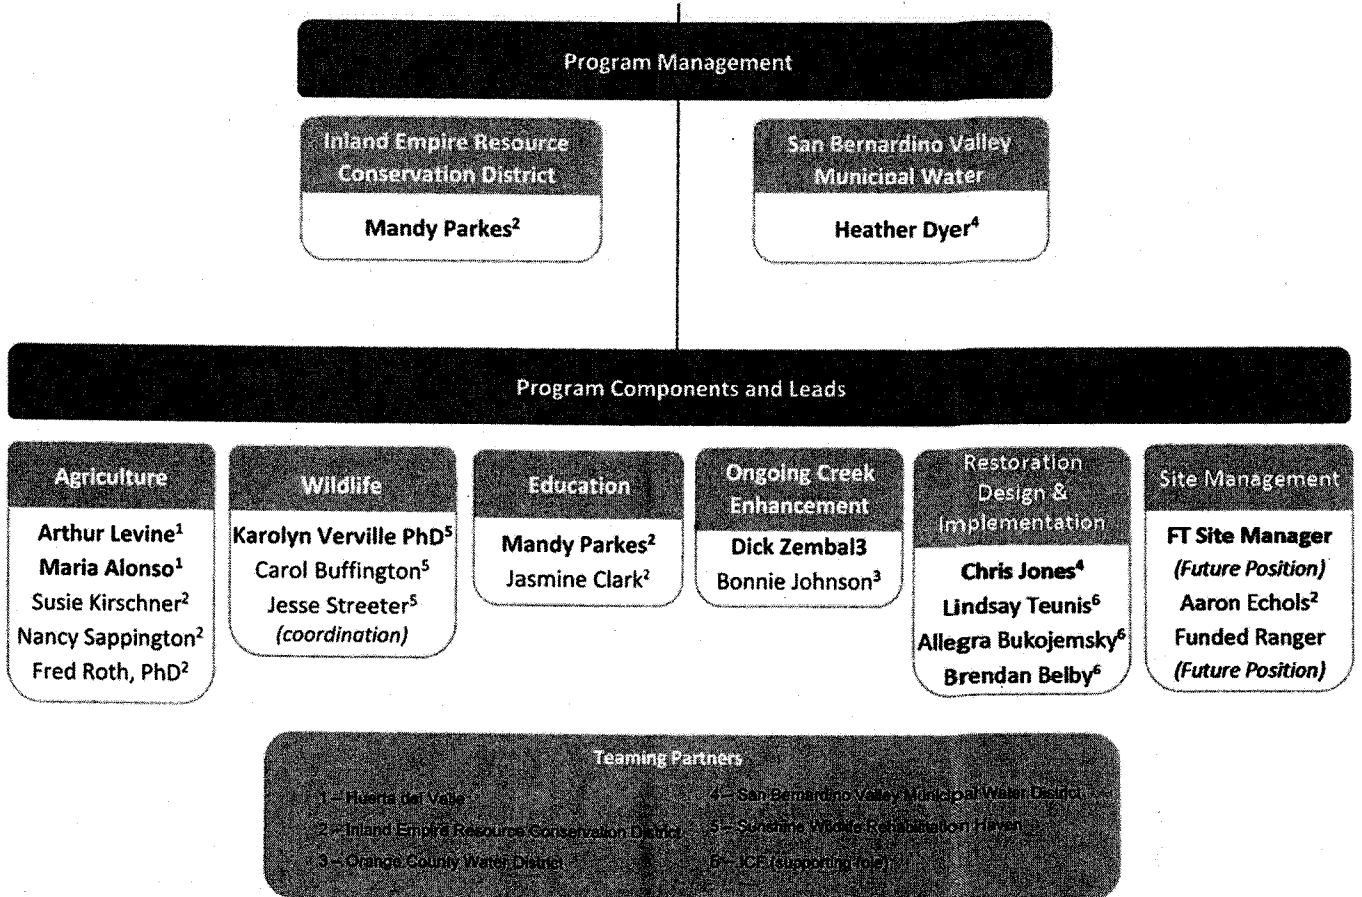 Program Management
Inland Empire Resource
Conservation District
Mandy Parkes²
San Bernardino Valley
Municipal Water
Heather Dyer⁴
Program Components and Leads
Agriculture
Arthur Levine¹
Maria Alonso¹
Susie Kirschner²
Nancy Sappington²
Fred Roth, PhD²
Wildlife
Karolyn Verville PhD⁵
Carol Buffington⁵
Jesse Streeter⁵
(coordination)
Education
Mandy Parkes²
Jasmine Clark²
Ongoing Creek
Enhancement
Dick Zembal3
Bonnie Johnson³
Restoration
Design &
Implementation
Chris Jones⁴
Lindsay Teunis⁶
Allegra Bukojemsky⁶
Brendan Belby⁶
Site Management
FT Site Manager
(Future Position)
Aaron Echols²
Funded Ranger
(Future Position)
Teaming Partners
1 – Huerta del Valle
2 – Inland Empire Resource Conservation District
3 – Orange County Water District
4 – San Bernardino Valley Municipal Water District
5 – Sunshine Wildlife Rehabilitation Haven
6 – ICF (supporting role)